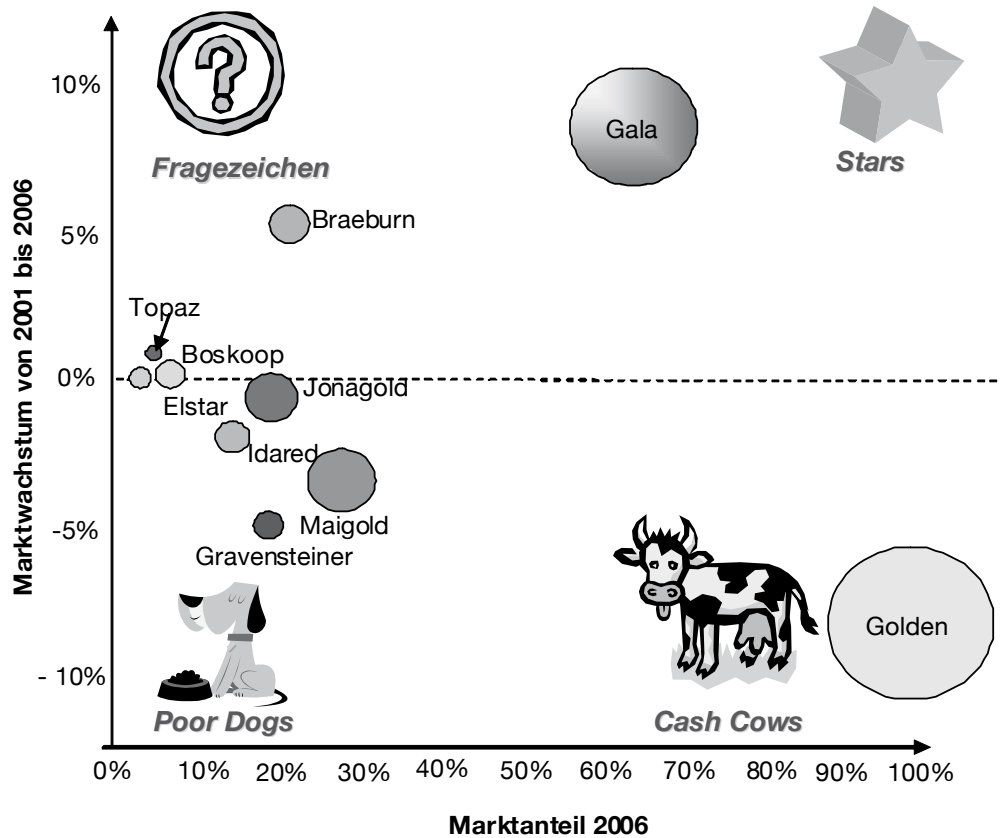 10%
Gala
Fragezeichen
Stars
Braeburn
5%
Topaz
Boskoop
0%
Jonagold
Elstar
Idared
-5%
Maigold
Gravensteiner
Golden
- 10%
Poor Dogs
Cash Cows
0%
10%
20%
30%
40%
50%
60%
70%
80%
90%
100%
Marktanteil 2006
Marktwachstum von 2001 bis 2006